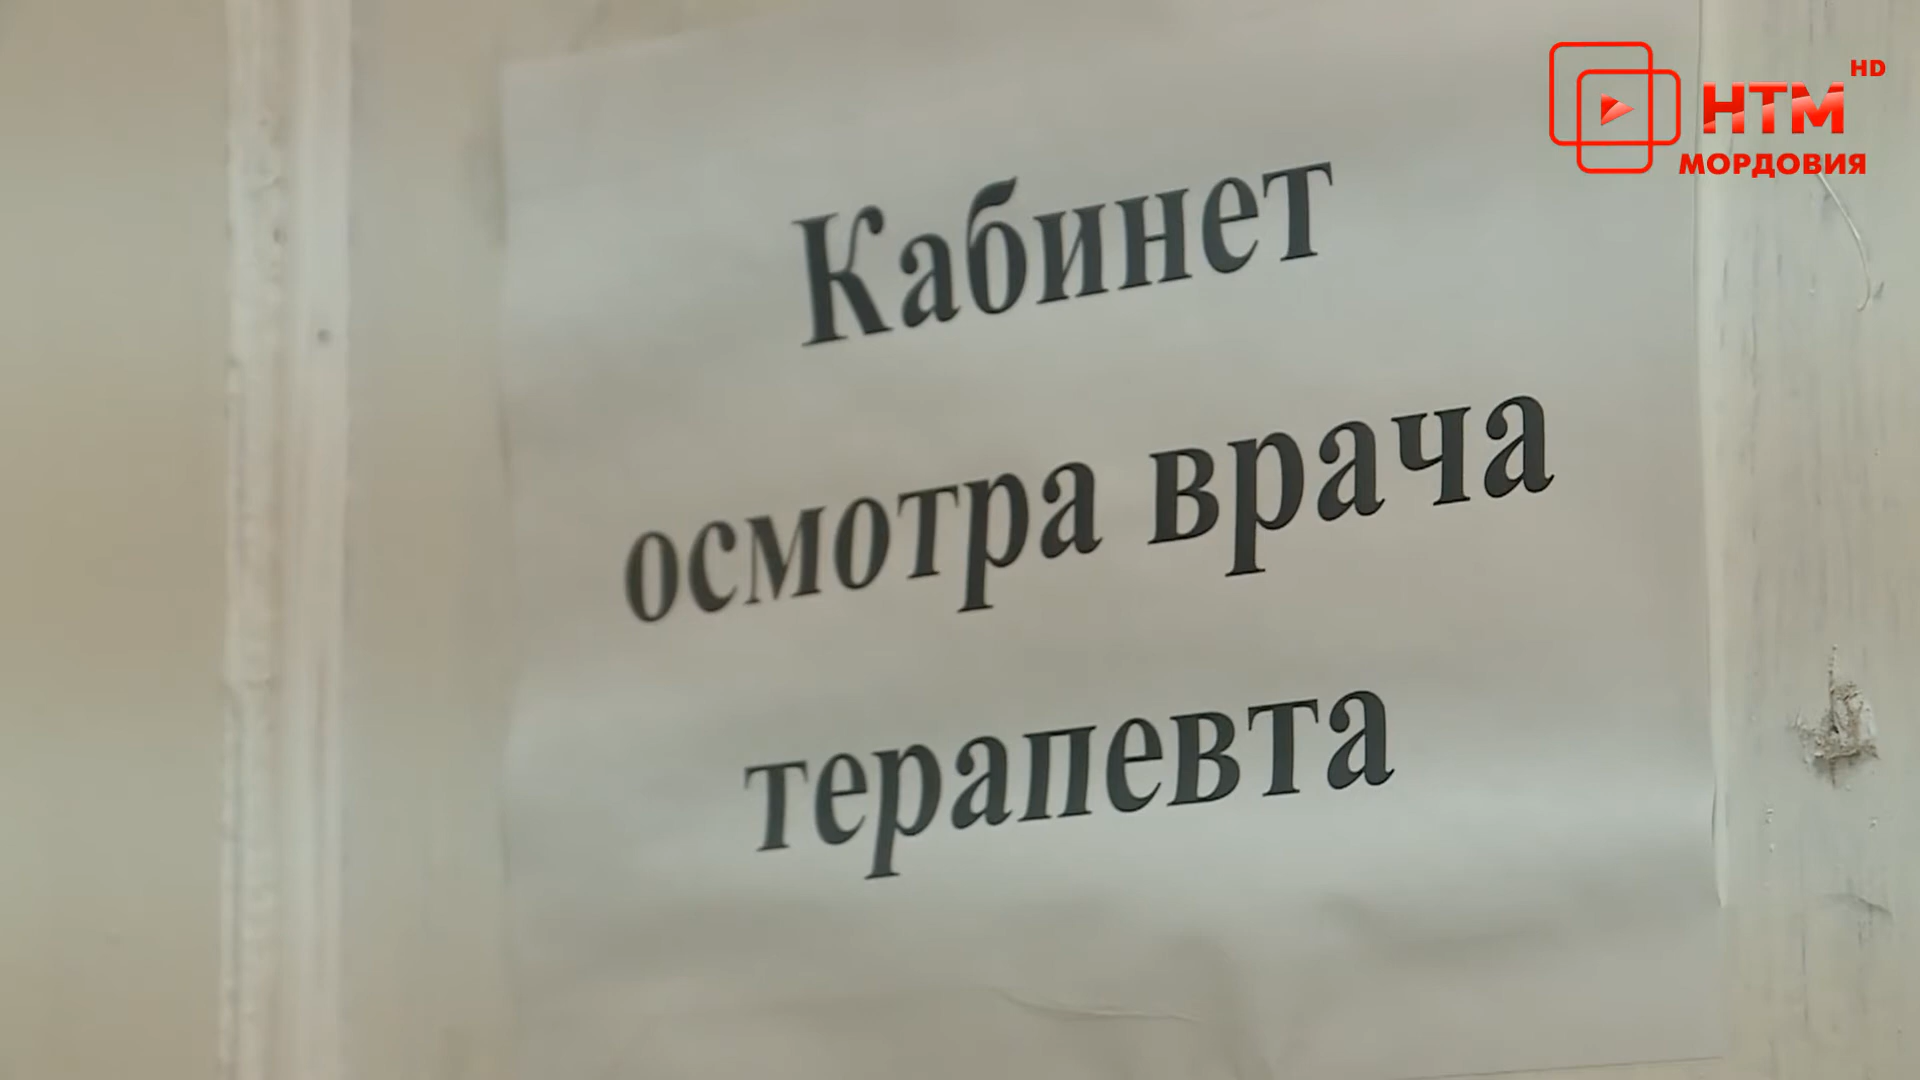 Кабинет
осмотра врача
терапевта
НТМ HD
МОРДОВИЯ